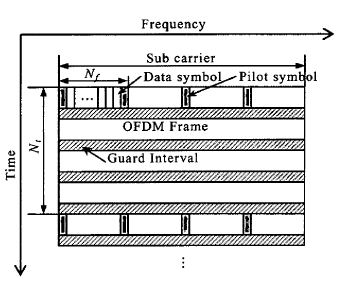 Frequency
Sub carrier
N_f
Data symbol
Pilot symbol
...
OFDM Frame
N_t
Guard Interval
Time
...